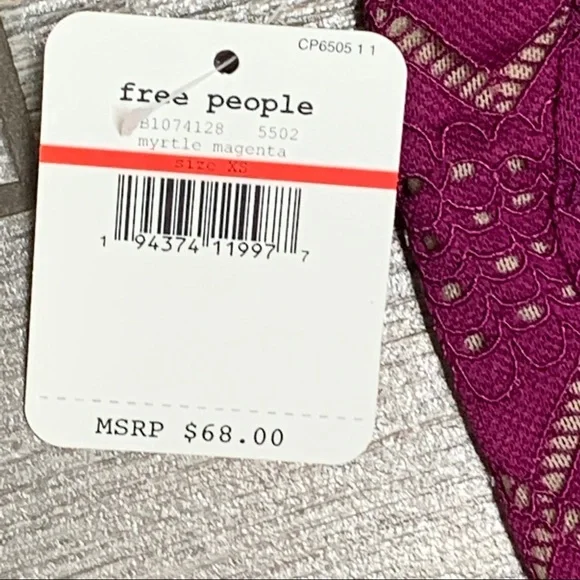 CP6505 1 1
free people
B1074128 5502
myrtle magenta
size XS
1 94374 11997 7
MSRP $68.00